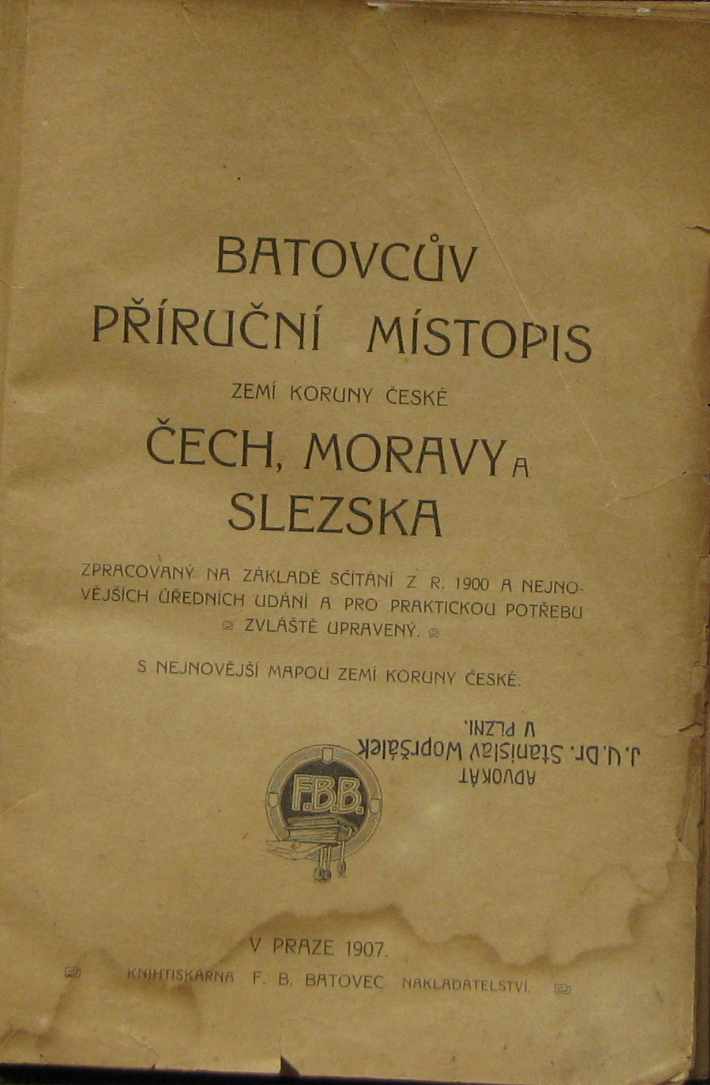 BATOVCŮV
PŘÍRUČNÍ MÍSTOPIS
ZEMÍ KORUNY ČESKÉ
ČECH, MORAVY A
SLEZSKA
ZPRACOVANÝ NA ZÁKLADĚ SČÍTÁNÍ Z R. 1900 A NEJNO-
VĚJŠÍCH ÚŘEDNÍCH UDÁNÍ A PRO PRAKTICKOU POTŘEBU
ZVLÁŠTĚ UPRAVENÝ.
S NEJNOVĚJŠÍ MAPOU ZEMÍ KORUNY ČESKÉ.
ADVOKÁT
J.U.Dr. Stanislav Wopršálek
V PLZNI.
F.B.B.
V PRAZE 1907.
KNIHTISKÁRNA F. B. BATOVEC NAKLADATELSTVÍ.